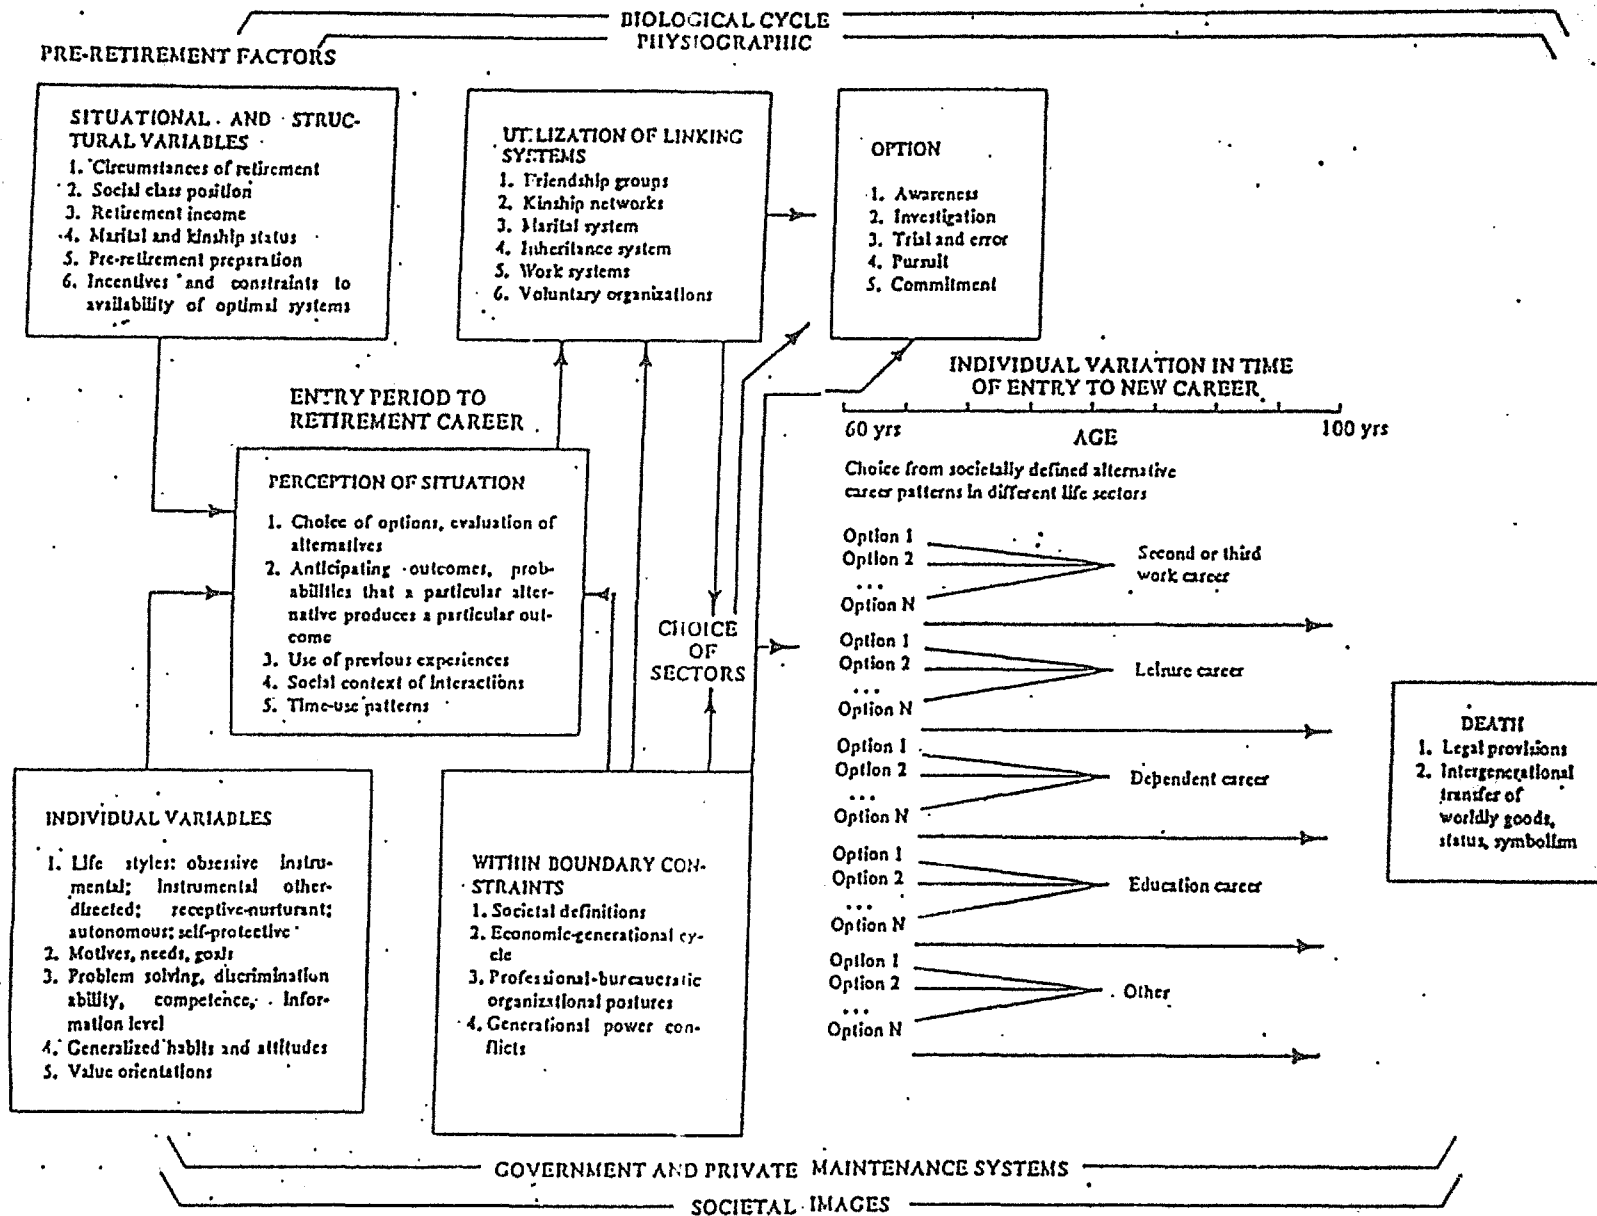 BIOLOGICAL CYCLE
PHYSIOGRAPHIC
PRE-RETIREMENT FACTORS
SITUATIONAL AND STRUC-
TURAL VARIABLES
1. Circumstances of retirement
2. Social class position
3. Retirement income
4. Marital and kinship status
5. Pre-retirement preparation
6. Incentives and constraints to
availability of optimal systems
UTILIZATION OF LINKING
SYSTEMS
1. Friendship groups
2. Kinship networks
3. Marital system
4. Inheritance system
5. Work systems
6. Voluntary organizations
OPTION
1. Awareness
2. Investigation
3. Trial and error
4. Pursuit
5. Commitment
ENTRY PERIOD TO
RETIREMENT CAREER
PERCEPTION OF SITUATION
1. Choice of options, evaluation of
alternatives
2. Anticipating outcomes, prob-
abilities that a particular alter-
native produces a particular out-
come
3. Use of previous experiences
4. Social context of interactions
5. Time-use patterns
CHOICE
OF
SECTORS
INDIVIDUAL VARIABLES
1. Life styles: obsessive instru-
mental; instrumental other-
directed; receptive-nurturant;
autonomous; self-protective
2. Motives, needs, goals
3. Problem solving, discrimination
ability, competence, infor-
mation level
4. Generalized habits and attitudes
5. Value orientations
WITHIN BOUNDARY CON-
STRAINTS
1. Societal definitions
2. Economic-generational cy-
cle
3. Professional-bureaucratic
organizational postures
4. Generational power con-
flicts
INDIVIDUAL VARIATION IN TIME
OF ENTRY TO NEW CAREER
60 yrs
AGE
100 yrs
Choice from societally defined alternative
career patterns in different life sectors
Option 1
Option 2
...
Option N
Second or third
work career
Option 1
Option 2
...
Option N
Leisure career
Option 1
Option 2
...
Option N
Dependent career
Option 1
Option 2
...
Option N
Education career
Option 1
Option 2
...
Option N
Other
DEATH
1. Legal provisions
2. Intergenerational
transfer of
worldly goods,
status, symbolism
GOVERNMENT AND PRIVATE MAINTENANCE SYSTEMS
SOCIETAL IMAGES